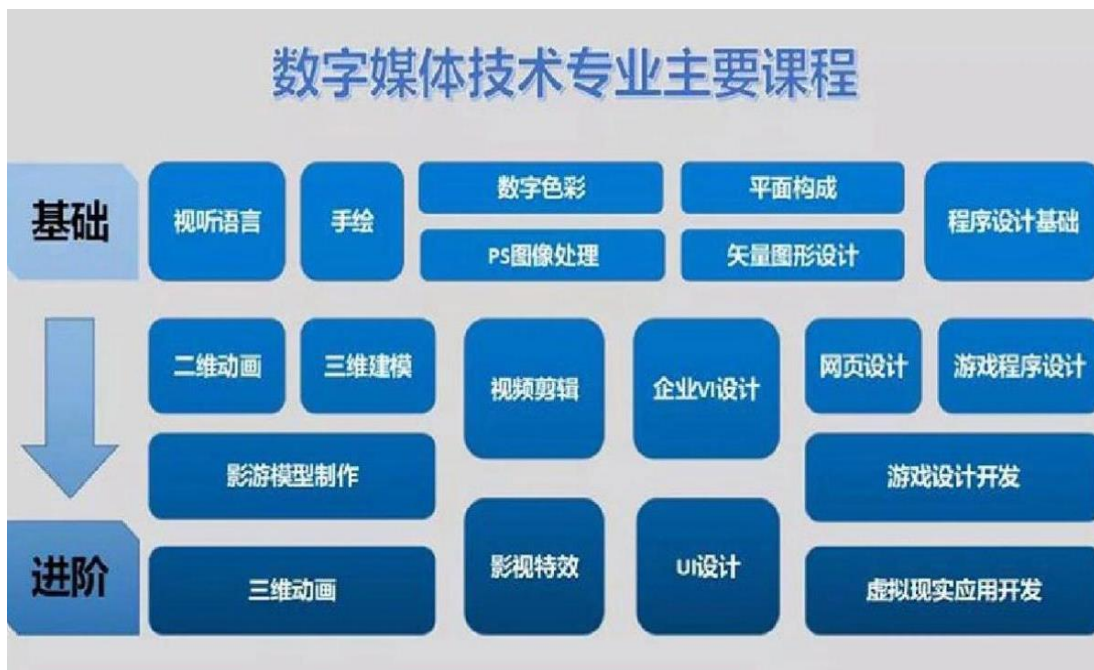 数字媒体技术专业主要课程
基础
视听语言
手绘
数字色彩
平面构成
程序设计基础
PS图像处理
矢量图形设计
二维动画
三维建模
视频剪辑
企业VI设计
网页设计
游戏程序设计
影游模型制作
游戏设计开发
进阶
三维动画
影视特效
UI设计
虚拟现实应用开发